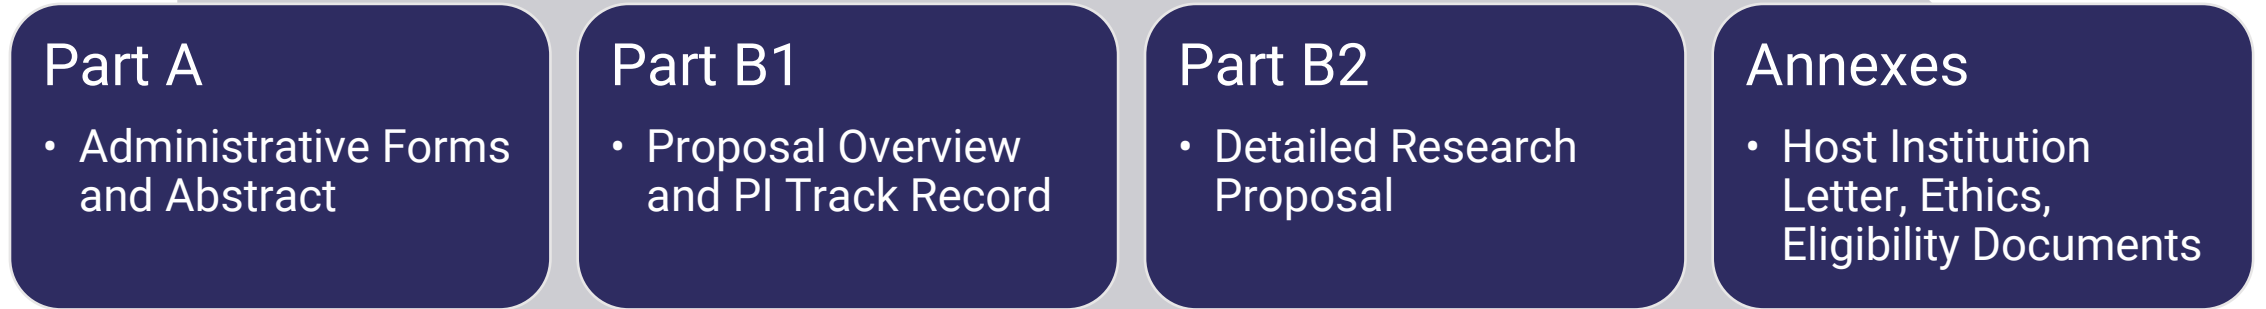 Part A
• Administrative Forms
and Abstract
Part B1
• Proposal Overview
and PI Track Record
Part B2
• Detailed Research
Proposal
Annexes
• Host Institution
Letter, Ethics,
Eligibility Documents